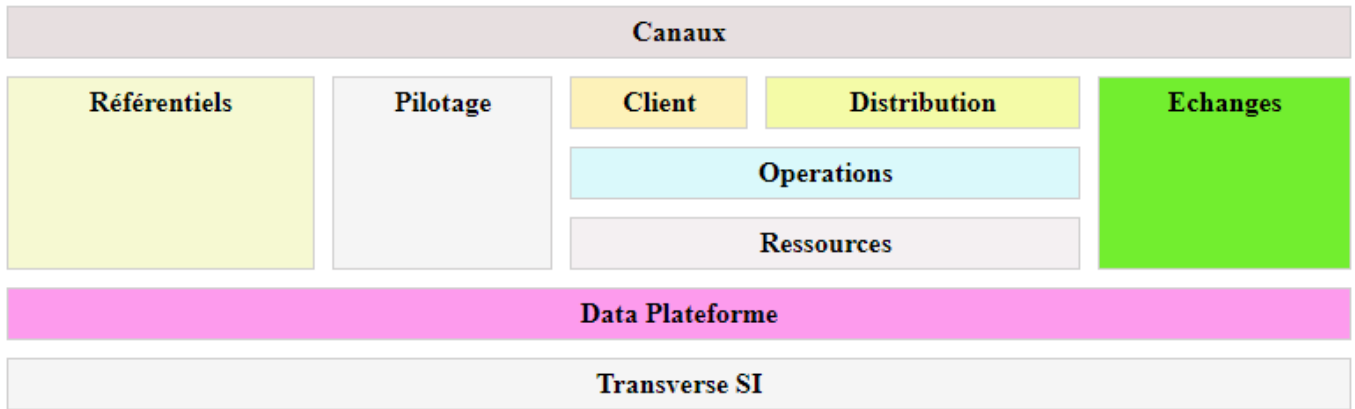 Canaux
Référentiels
Pilotage
Client
Distribution
Echanges
Operations
Ressources
Data Plateforme
Transverse SI